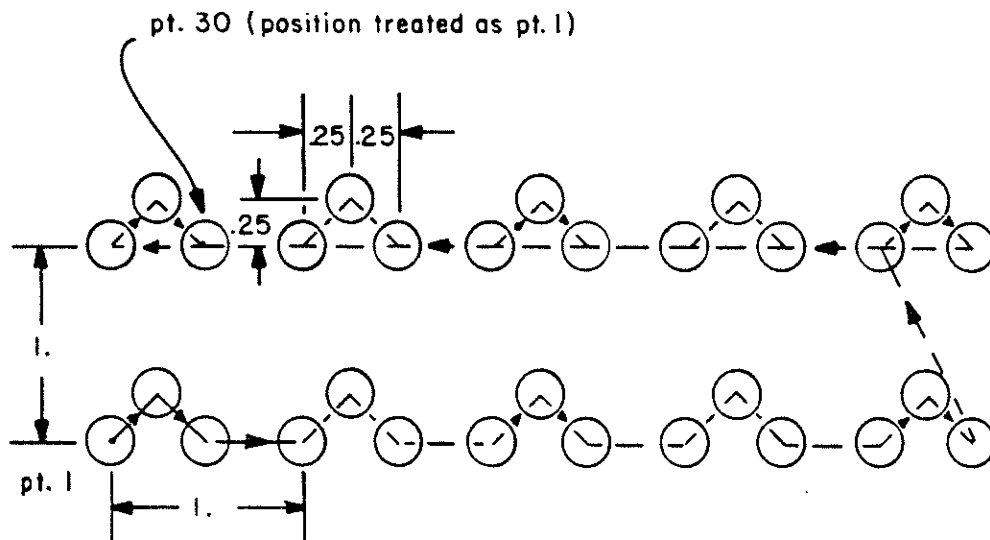 pt. 30 (position treated as pt. 1)
.25 .25
.25
1.
pt. 1
1.